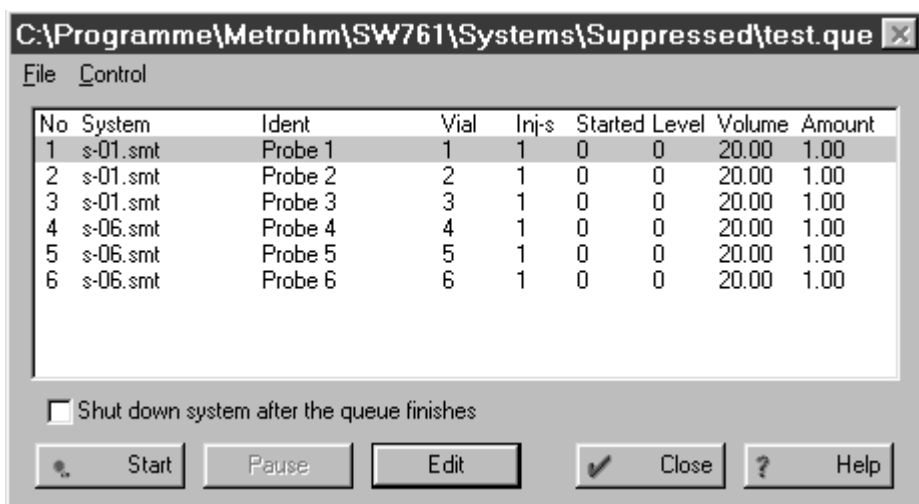 C:\Programme\Metrohm\SW761\Systems\Suppressed\test.que
File Control
No System Ident Vial Inj-s Started Level Volume Amount
1 s-01.smt Probe 1 1 1 0 0 20.00 1.00
2 s-01.smt Probe 2 2 1 0 0 20.00 1.00
3 s-01.smt Probe 3 3 1 0 0 20.00 1.00
4 s-06.smt Probe 4 4 1 0 0 20.00 1.00
5 s-06.smt Probe 5 5 1 0 0 20.00 1.00
6 s-06.smt Probe 6 6 1 0 0 20.00 1.00
Shut down system after the queue finishes
Start Pause Edit Close ? Help